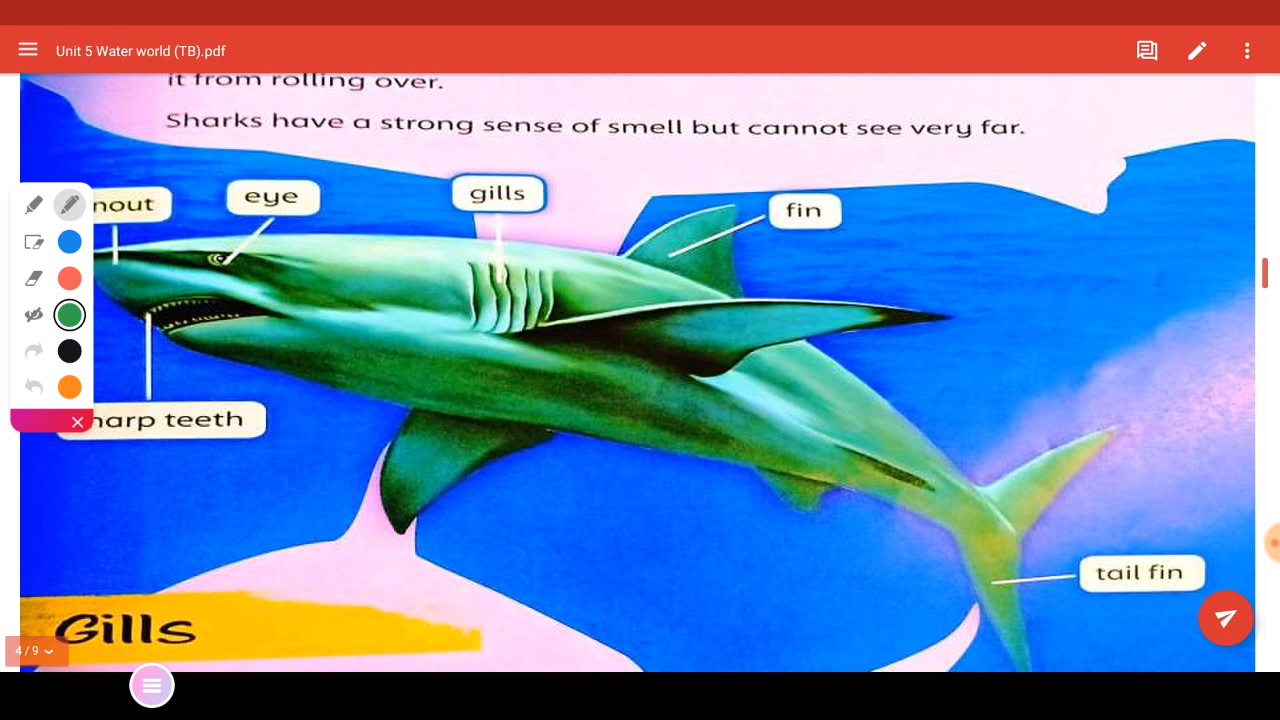 Unit 5 Water world (TB).pdf
it from rolling over.
Sharks have a strong sense of smell but cannot see very far.
nout
eye
gills
fin
harp teeth
tail fin
Gills
4 / 9